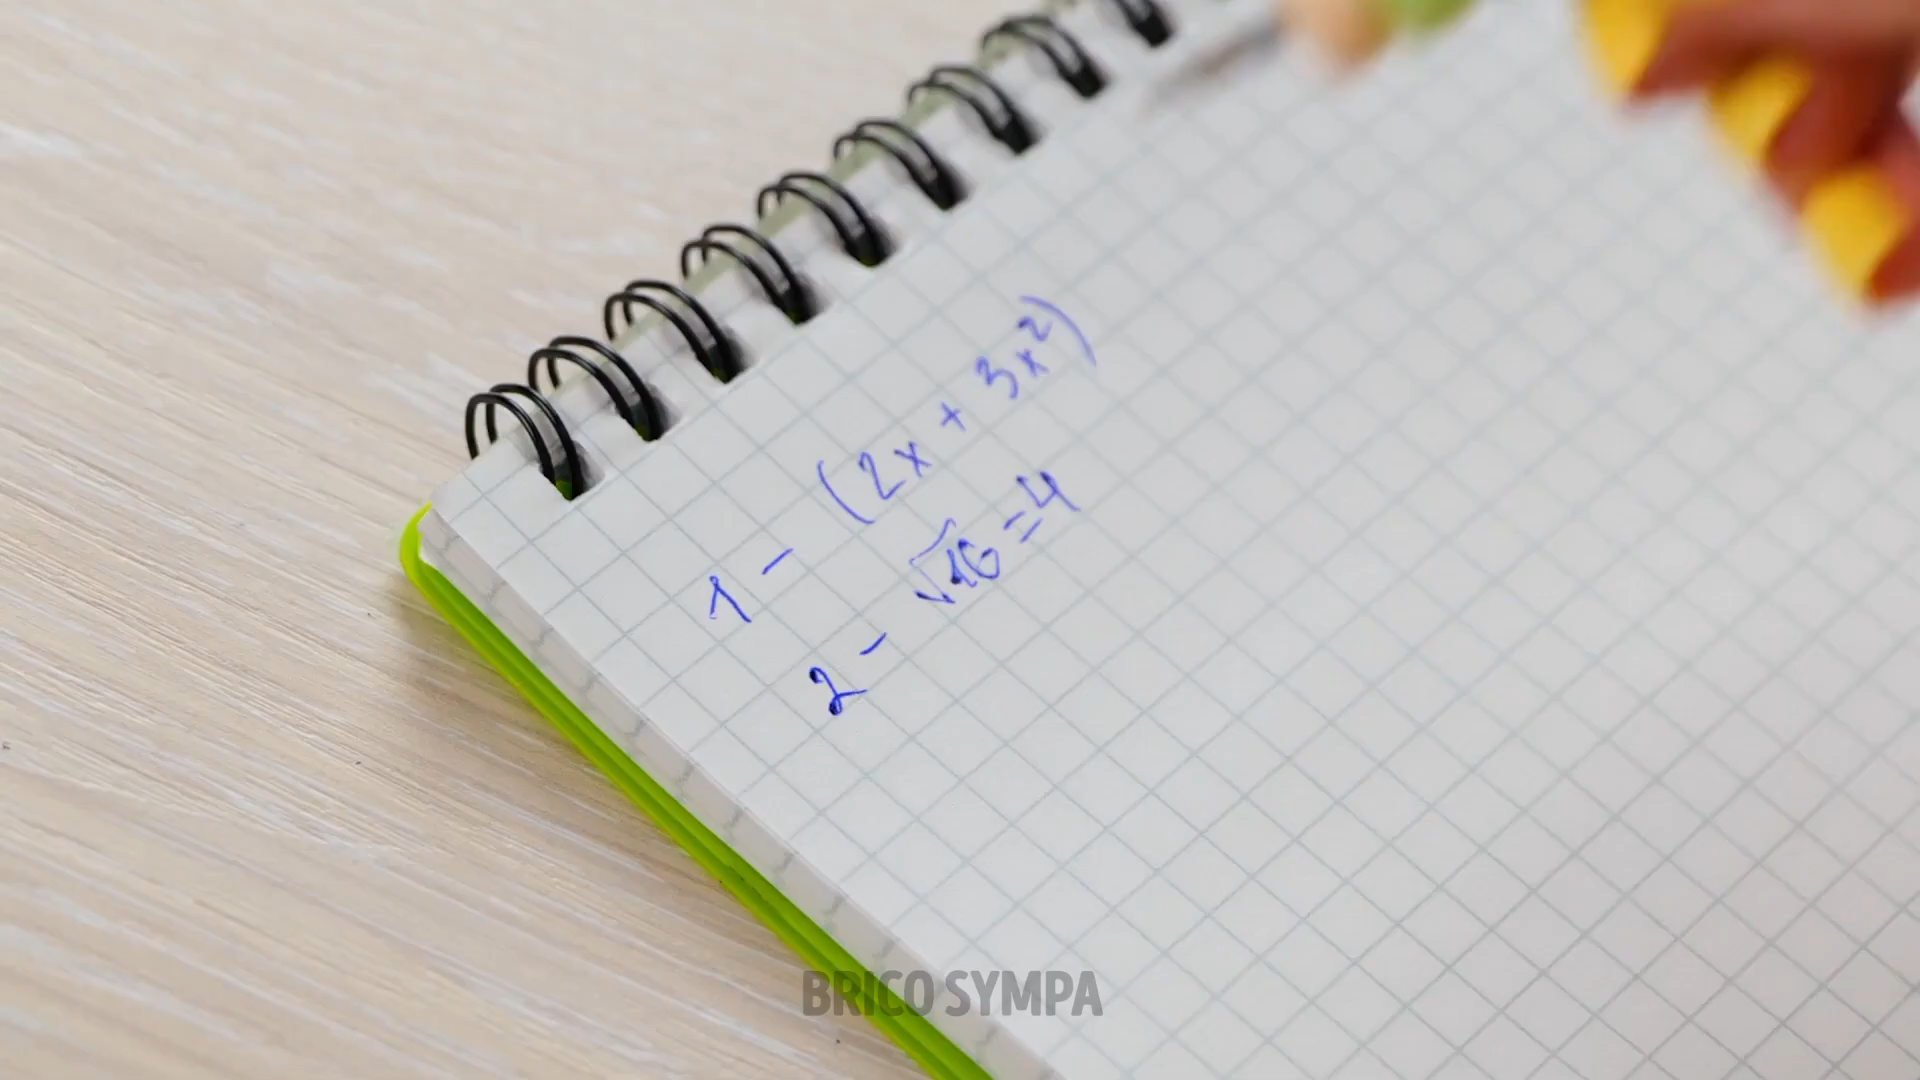 1 - (2x + 3x²)
2 - √16 = 4
BRICO SYMPA